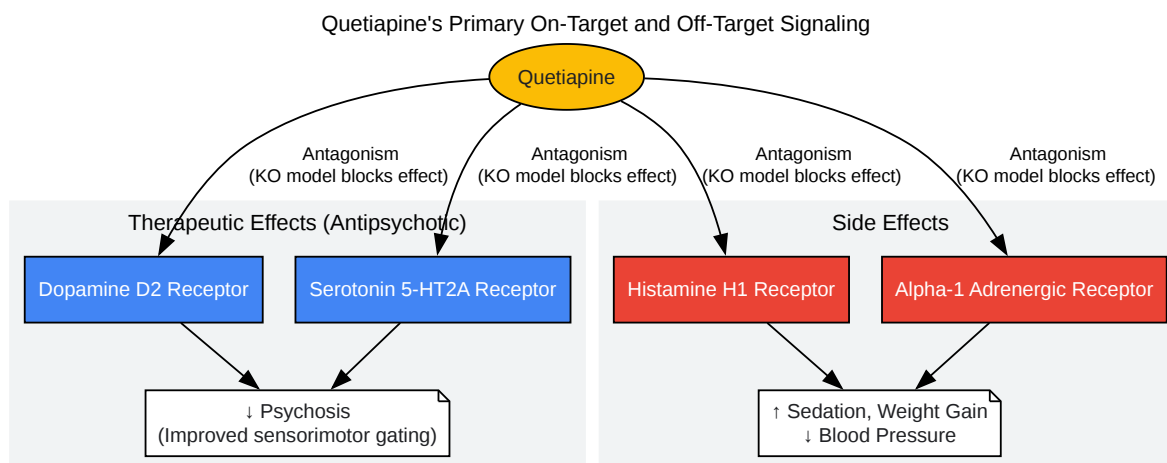 Quetiapine's Primary On-Target and Off-Target Signaling
Quetiapine
Antagonism
(KO model blocks effect)
Antagonism
(KO model blocks effect)
Antagonism
(KO model blocks effect)
Antagonism
(KO model blocks effect)
Therapeutic Effects (Antipsychotic)
Side Effects
Dopamine D2 Receptor
Serotonin 5-HT2A Receptor
Histamine H1 Receptor
Alpha-1 Adrenergic Receptor
↓ Psychosis
(Improved sensorimotor gating)
↑ Sedation, Weight Gain
↓ Blood Pressure